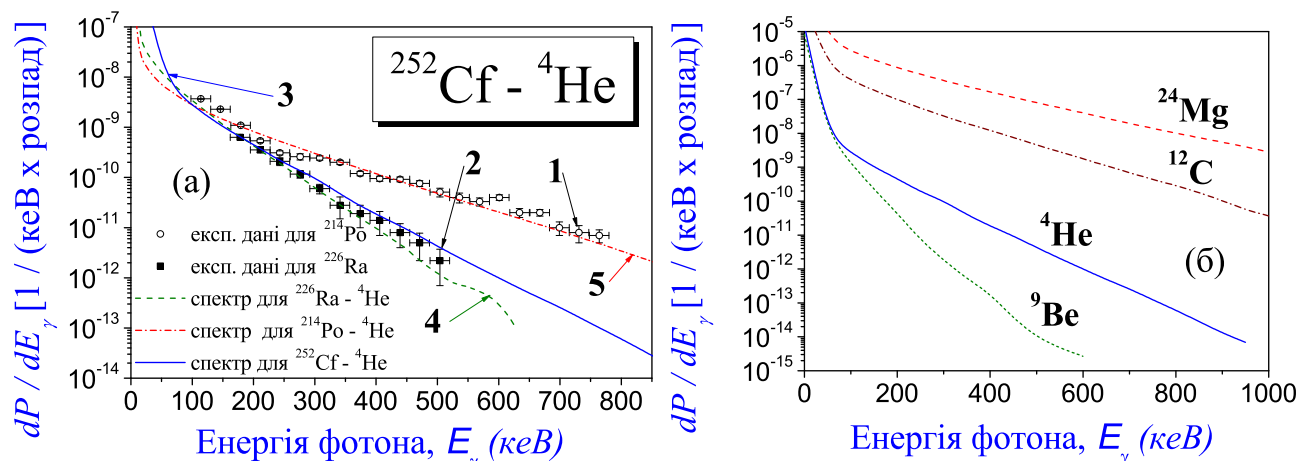 dP / dE γ [1 / (кеВ x розпад)]
10-7
10-8
10-9
10-10
10-11
10-12
10-13
10-14
252Cf - 4He
3
2
1
(а)
5
4
експ. дані для 214Po
експ. дані для 226Ra
спектр для 226Ra - 4He
спектр для 214Po - 4He
спектр для 252Cf - 4He
0 100 200 300 400 500 600 700 800
Енергія фотона, Eγ (кеВ)
dP / dE γ [1 / (кеВ x розпад)]
10-5
10-6
10-7
10-8
10-9
10-10
10-11
10-12
10-13
10-14
10-15
24Mg
12C
4He
(б)
9Be
0 200 400 600 800 1000
Енергія фотона, Eγ (кеВ)